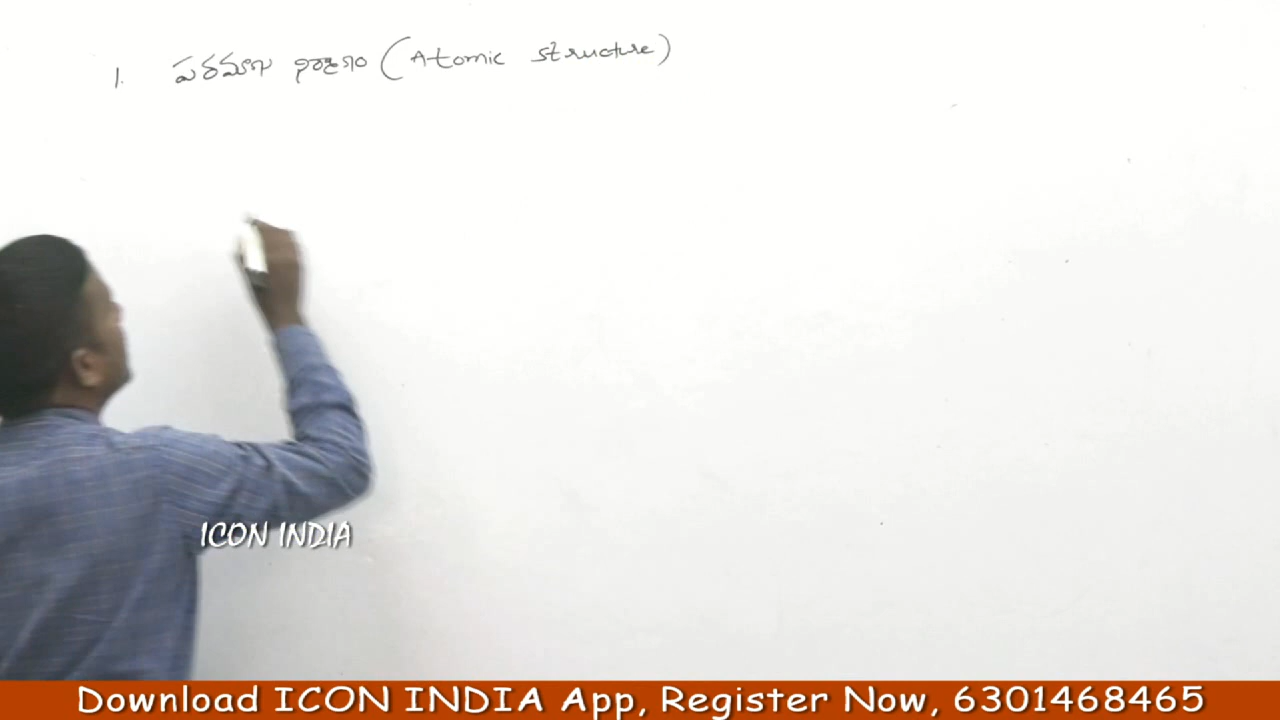 1. పరమాణు నిర్మాణం (Atomic structure)
ICON INDIA
Download ICON INDIA App, Register Now, 6301468465